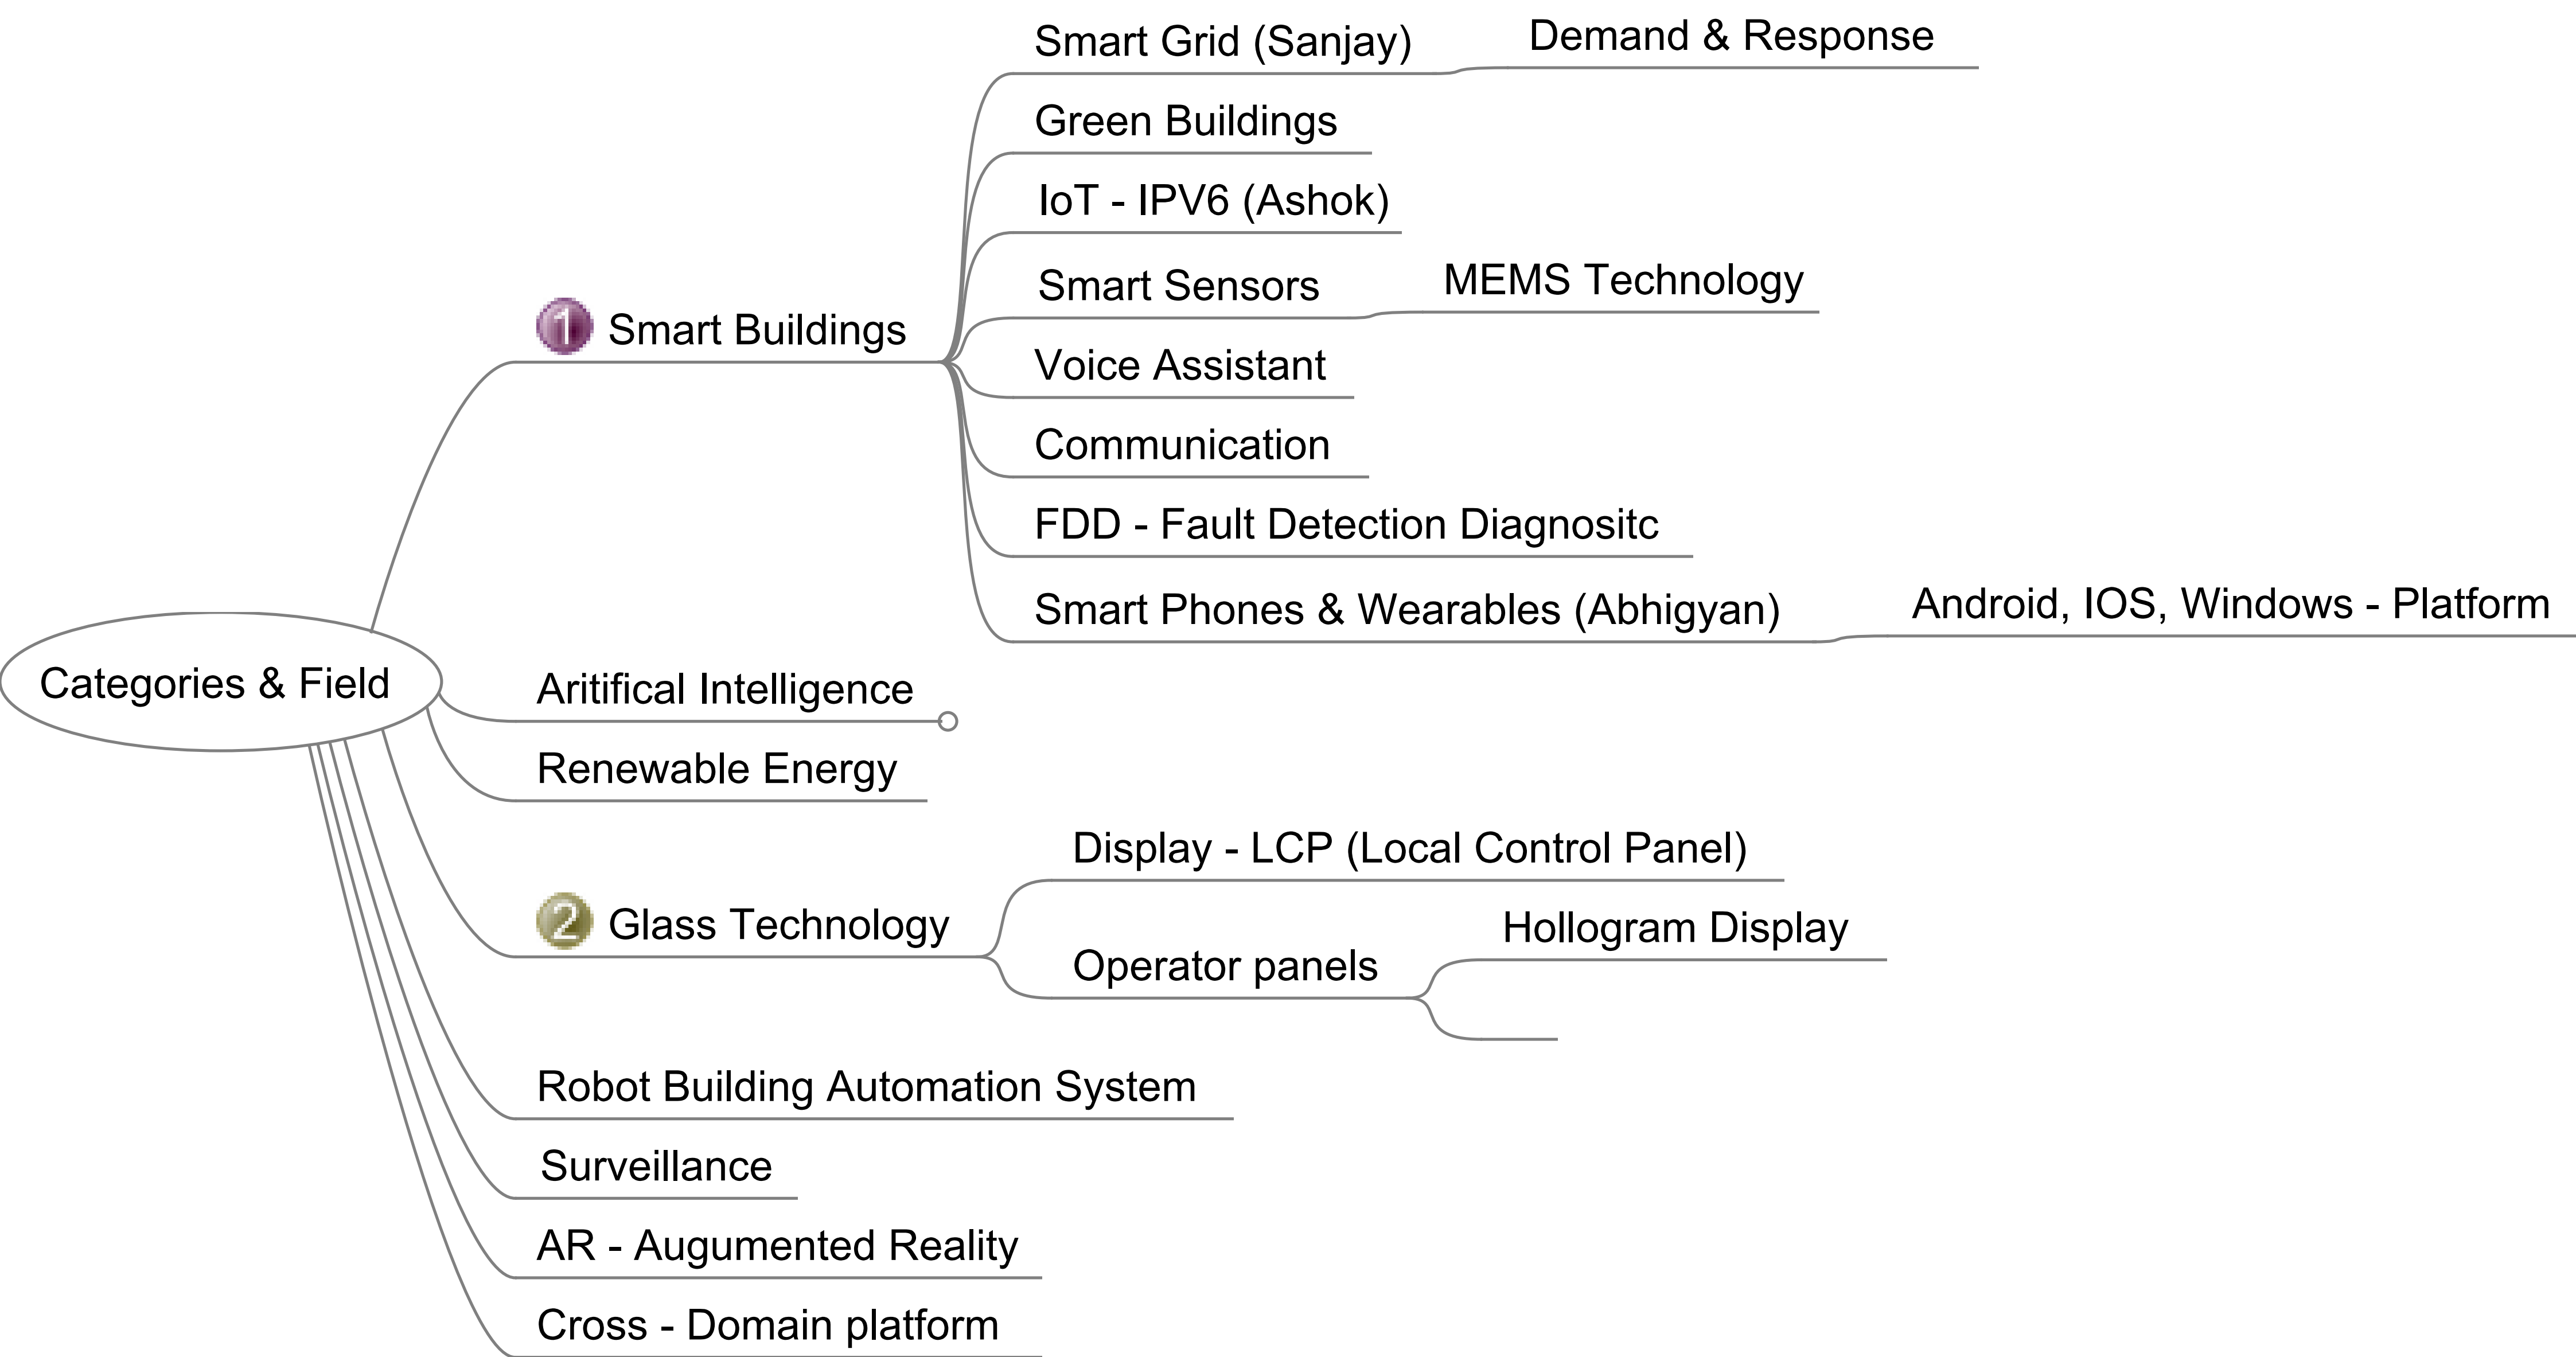 Smart Grid (Sanjay)
Demand & Response
Green Buildings
IoT - IPV6 (Ashok)
Smart Sensors
MEMS Technology
1 Smart Buildings
Voice Assistant
Communication
FDD - Fault Detection Diagnositc
Smart Phones & Wearables (Abhigyan)
Android, IOS, Windows - Platform
Categories & Field
Aritifical Intelligence
Renewable Energy
Display - LCP (Local Control Panel)
2 Glass Technology
Hollogram Display
Operator panels
Robot Building Automation System
Surveillance
AR - Augumented Reality
Cross - Domain platform